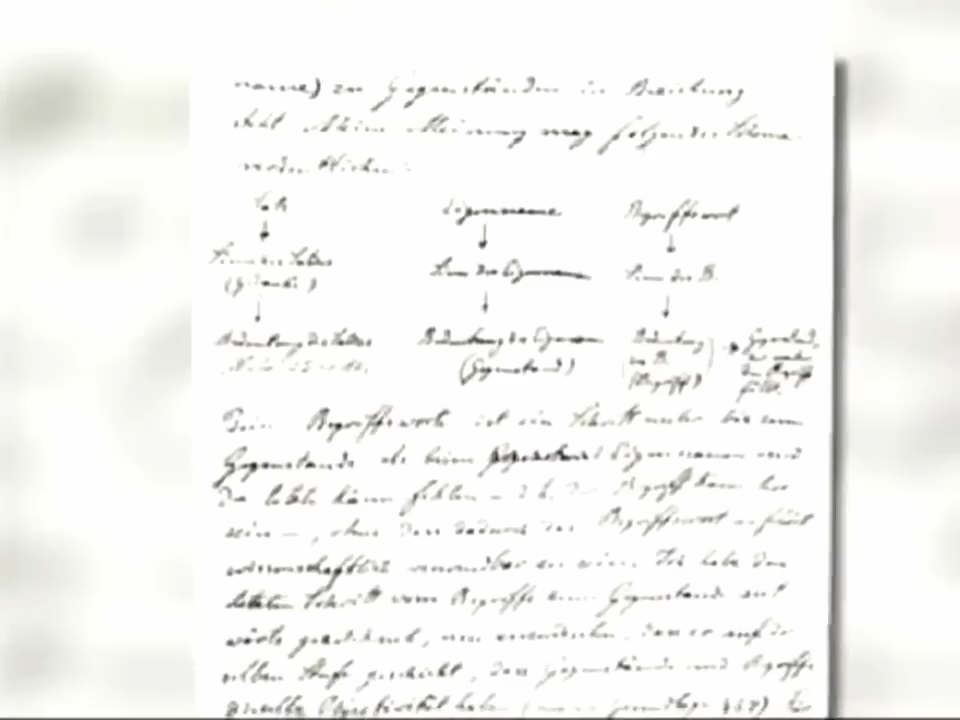 name) zu Gegenständen in Beziehung
steht. Meine Meinung mag folgendes Schema
verdeutlichen:
Satz Eigenname Begriffswort
Sinn des Satzes Sinn des Eigennamens Sinn des B.
(Gedanke)
Bedeutung des Satzes Bedeutung des Eigennamens Bedeutung des B. (Begriff) Gegenstand, der unter den Begriff fällt.
(Gegenstand)
Beim Begriffsworte ist ein Schritt mehr bis zum
Gegenstande als beim Eigennamen und
der letzte kann fehlen – d. h. der Begriff kann leer
sein –, ohne dass dadurch das Begriffswort aufhört
wissenschaftlich verwendbar zu sein. Ich habe den
letzten Schritt vom Begriffe zum Gegenstande seit
wärts gezeichnet, um anzudeuten, dass er auf der
selben Stufe geschieht, dass Gegenstände und Begriffe
dieselbe Objectivität haben